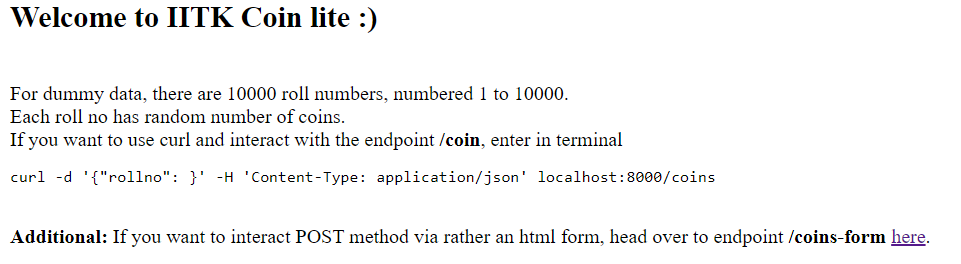 Welcome to IITK Coin lite :)
For dummy data, there are 10000 roll numbers, numbered 1 to 10000.
Each roll no has random number of coins.
If you want to use curl and interact with the endpoint /coin, enter in terminal
curl -d '{"rollno": }' -H 'Content-Type: application/json' localhost:8000/coins
Additional: If you want to interact POST method via rather an html form, head over to endpoint /coins-form here.